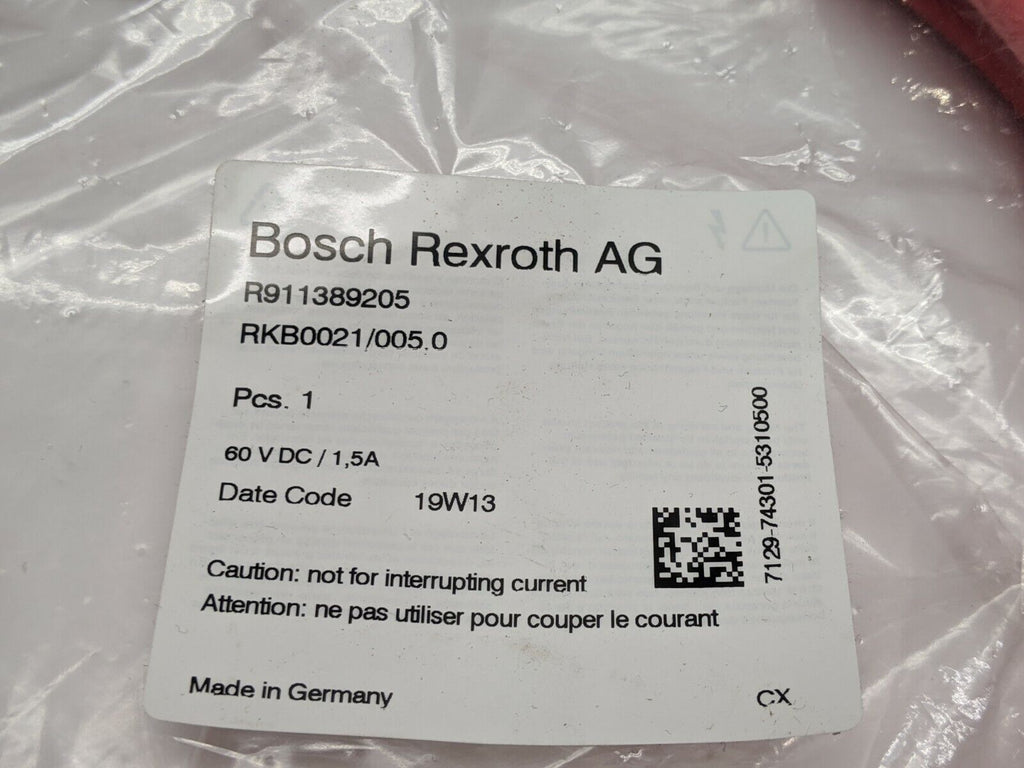 Bosch Rexroth AG
R911389205
RKB0021/005.0
Pcs. 1
60 V DC / 1,5A
Date Code 19W13
7129-74301-5310500
Caution: not for interrupting current
Attention: ne pas utiliser pour couper le courant
Made in Germany
CX